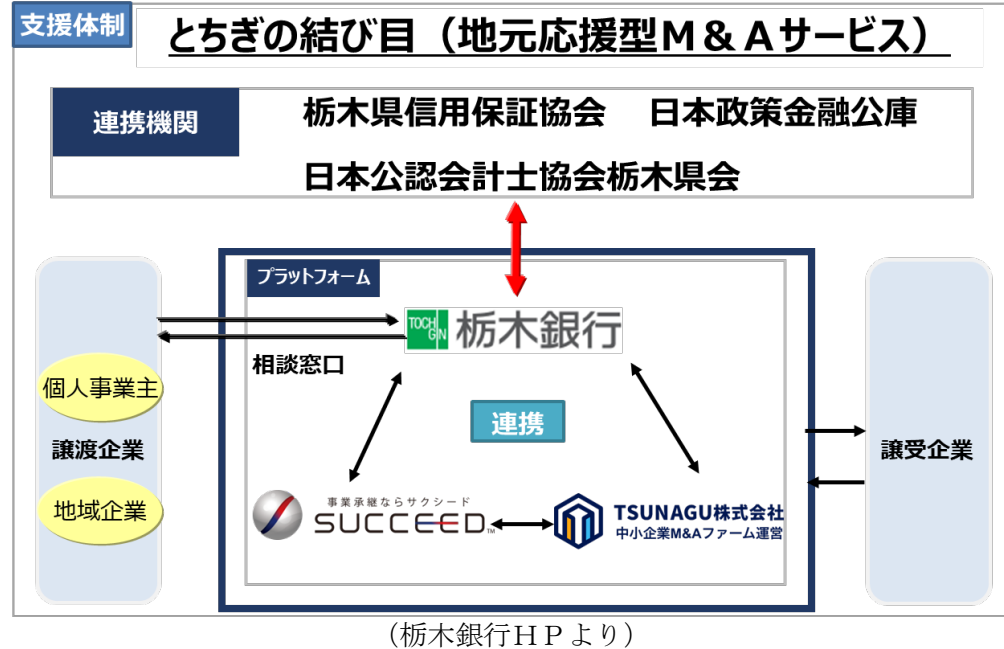 支援体制
とちぎの結び目（地元応援型Ｍ＆Ａサービス）
連携機関
栃木県信用保証協会　日本政策金融公庫
日本公認会計士協会栃木県会
プラットフォーム
TOCHGIN 栃木銀行
相談窓口
個人事業主
連携
譲渡企業
譲受企業
地域企業
事業承継ならサクシード
SUCCEED™
TSUNAGU株式会社
中小企業M&Aファーム運営
（栃木銀行ＨＰより）